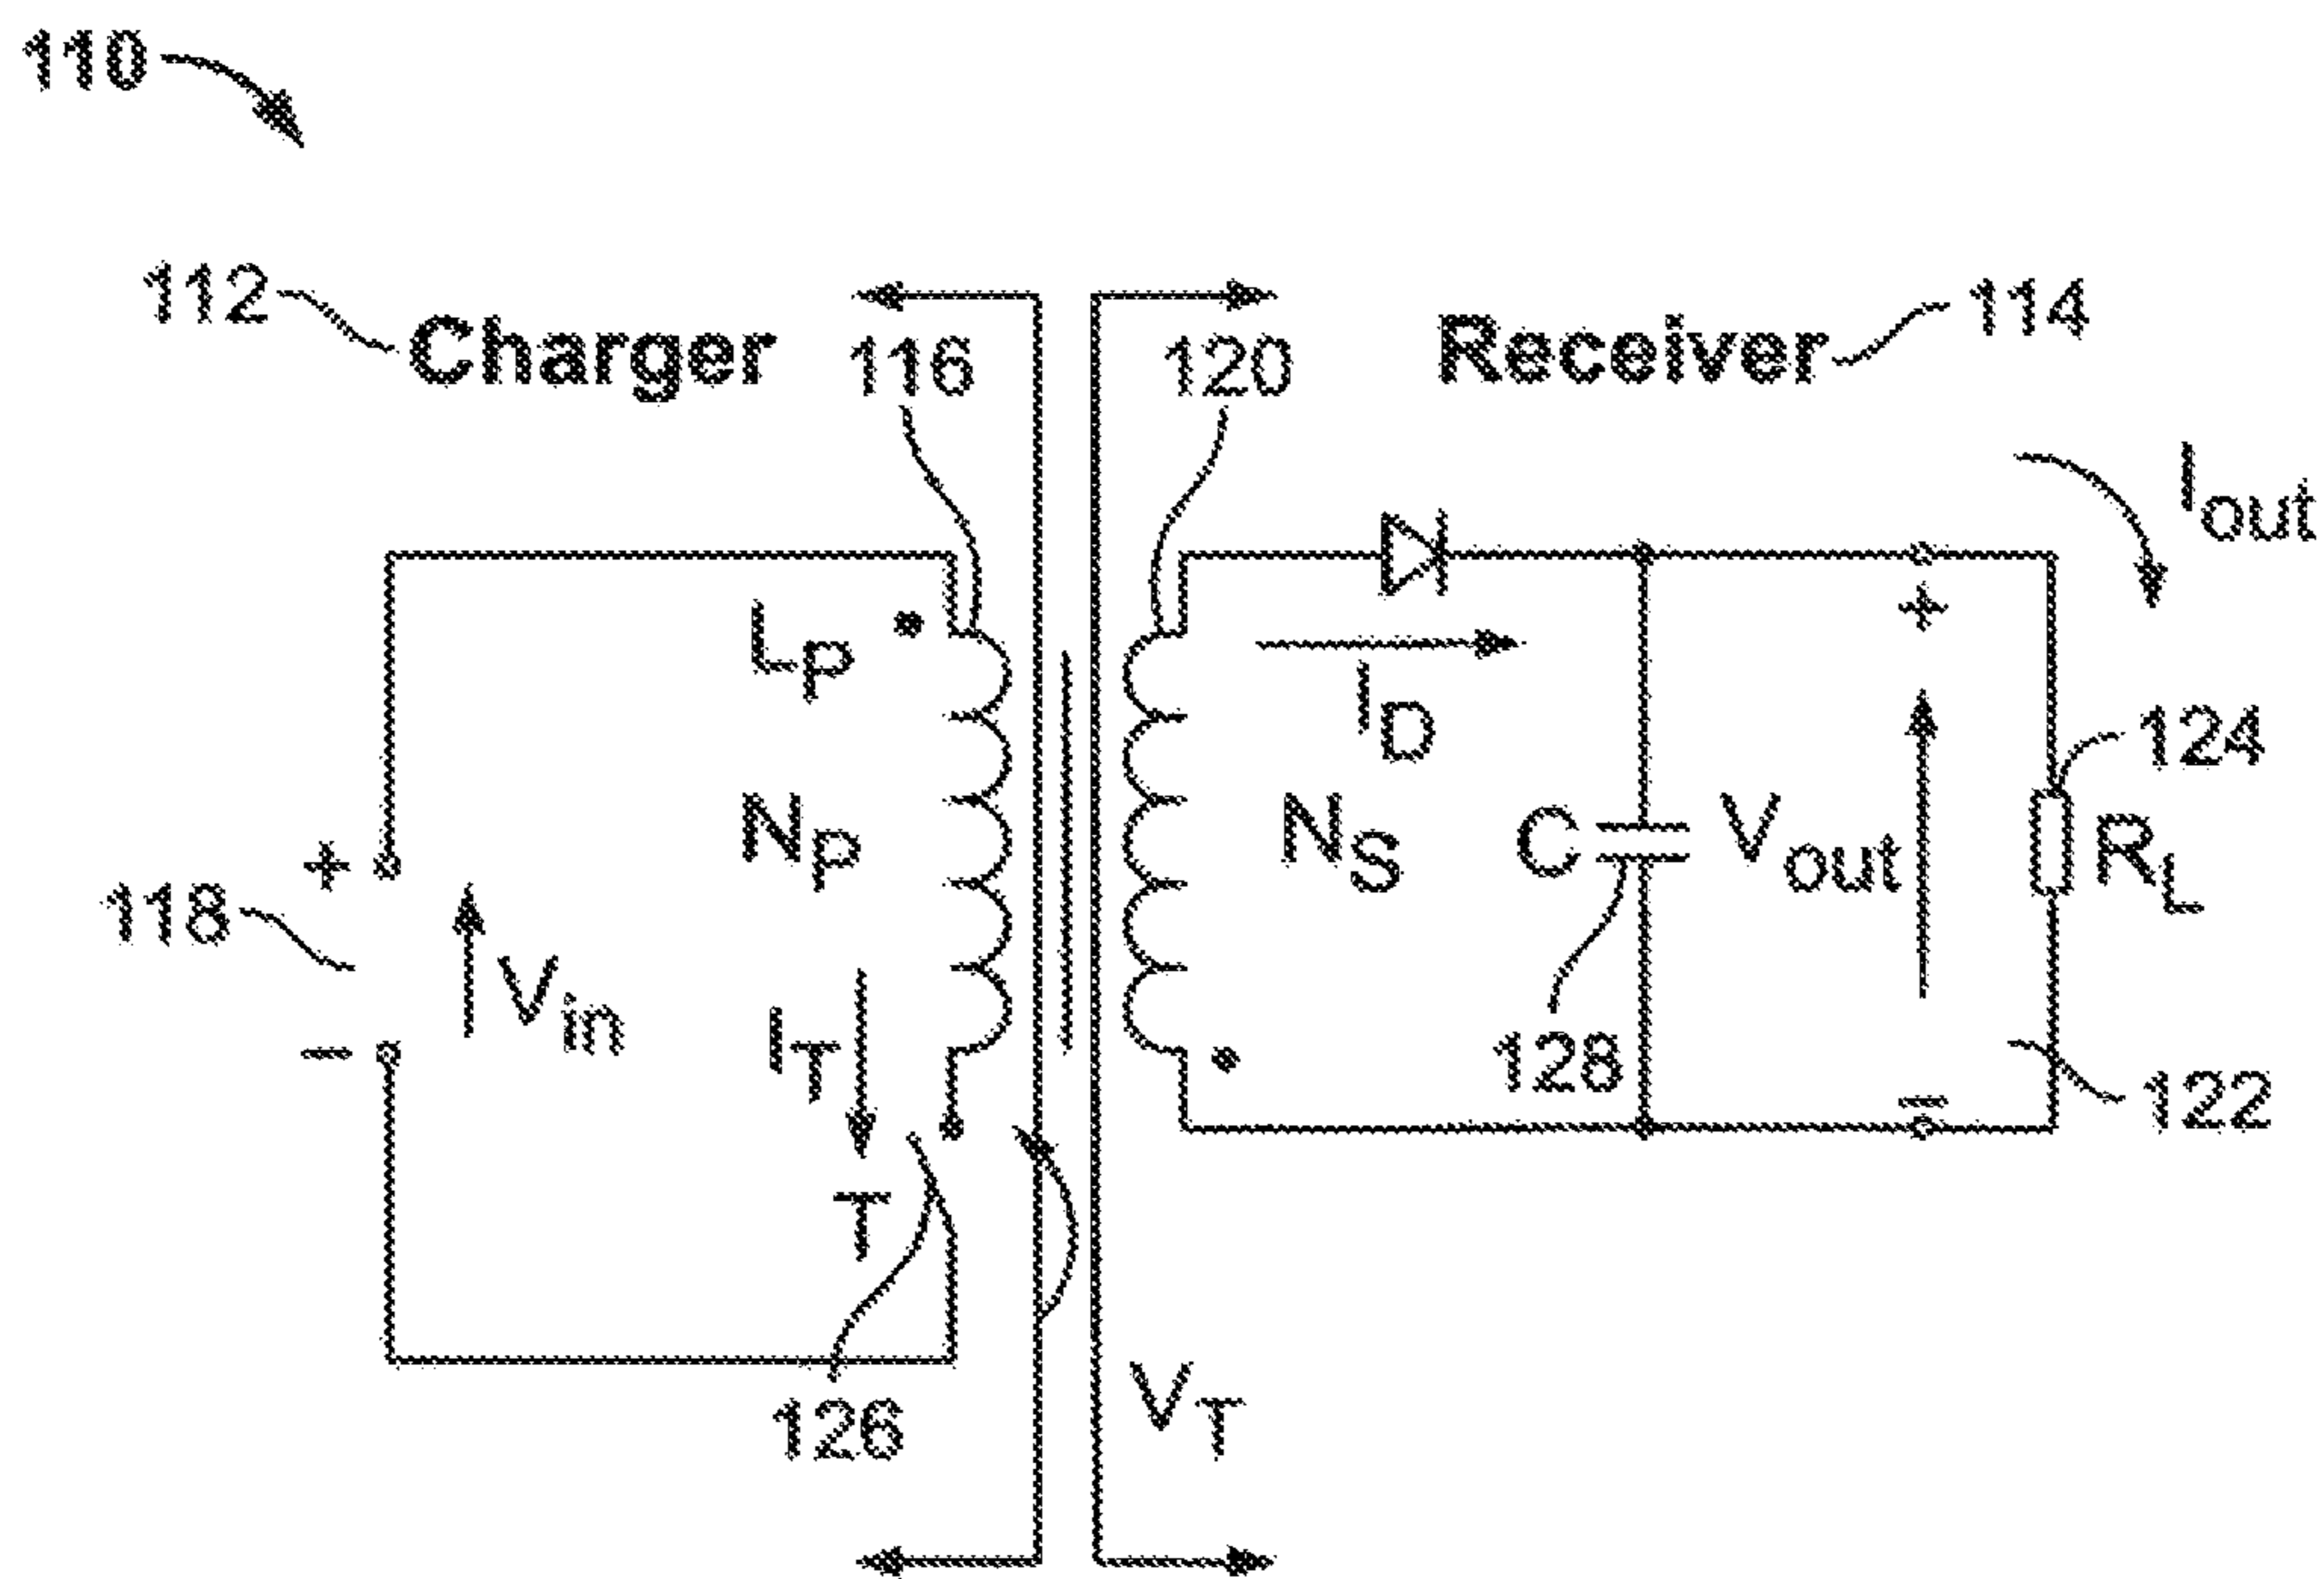 110
112 Charger 116 120 Receiver 114
Iout
LP
ID
124
NP
NS
C
Vout
RL
+
+
118
Vin
−
IT
128
122
−
T
126
VT